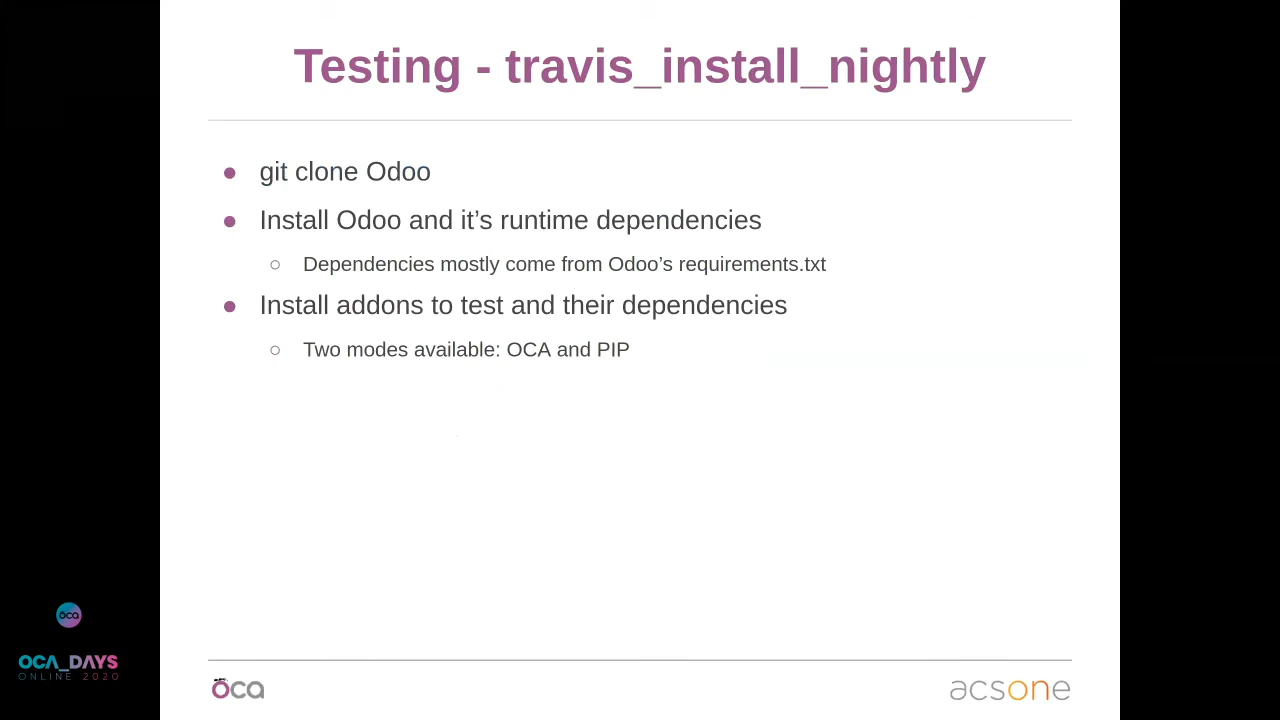 Testing - travis_install_nightly
● git clone Odoo
● Install Odoo and it’s runtime dependencies
○ Dependencies mostly come from Odoo’s requirements.txt
● Install addons to test and their dependencies
○ Two modes available: OCA and PIP
oca
OCA_DAYS
ONLINE 2020
oca
acsone